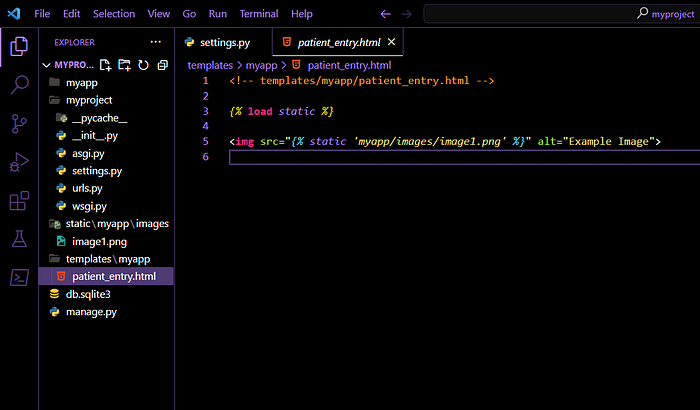 File Edit Selection View Go Run Terminal Help
myproject
EXPLORER
MYPRO...
myapp
myproject
__pycache__
__init__.py
asgi.py
settings.py
urls.py
wsgi.py
static\myapp\images
image1.png
templates\myapp
patient_entry.html
db.sqlite3
manage.py
settings.py
patient_entry.html
templates > myapp > patient_entry.html
1 <!-- templates/myapp/patient_entry.html -->
2
3 {% load static %}
4
5 <img src="{% static 'myapp/images/image1.png' %}" alt="Example Image">
6